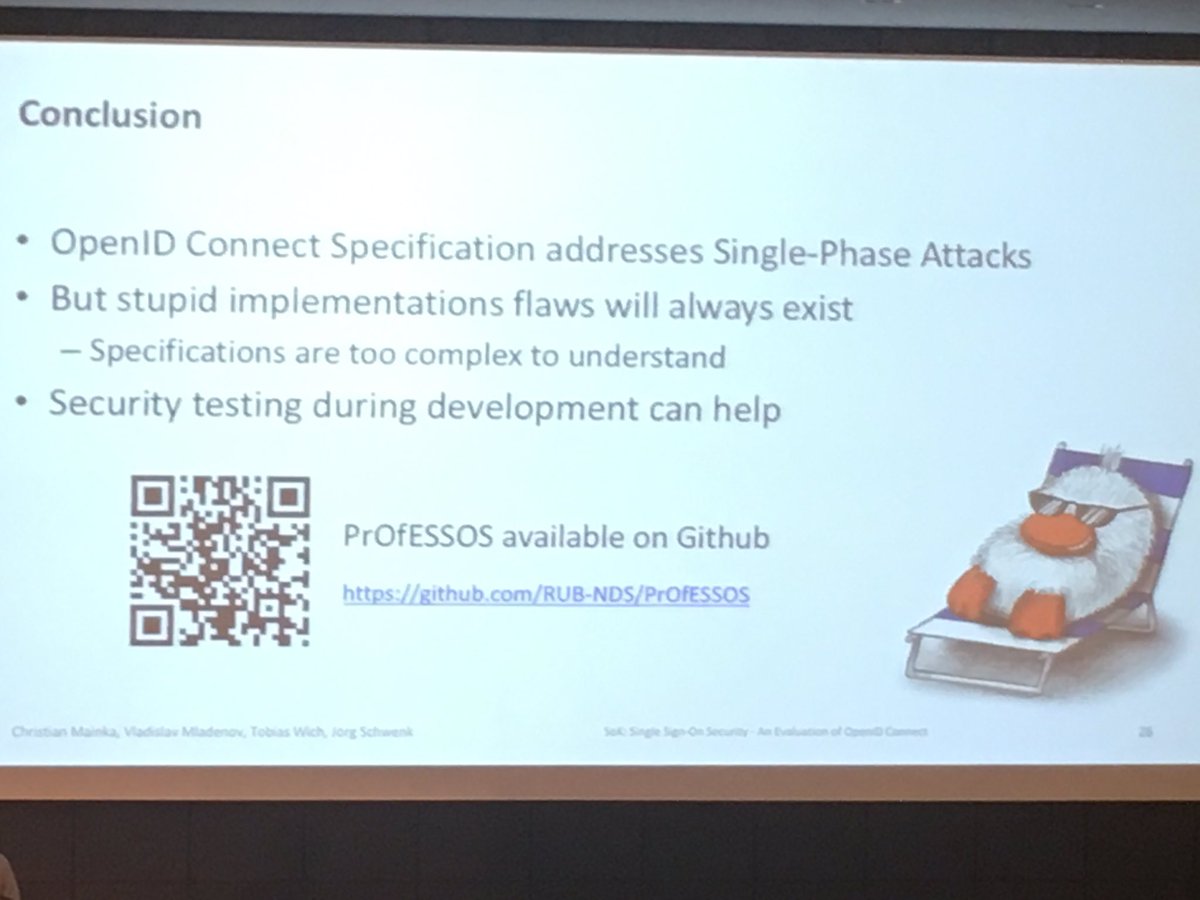 Conclusion
• OpenID Connect Specification addresses Single-Phase Attacks
• But stupid implementations flaws will always exist
– Specifications are too complex to understand
• Security testing during development can help
PrOfESSOS available on Github
https://github.com/RUB-NDS/PrOfESSOS
Christian Mainka, Vladislav Mladenov, Tobias Wich, Jörg Schwenk
SoK: Single Sign-On Security - An Evaluation of OpenID Connect
26